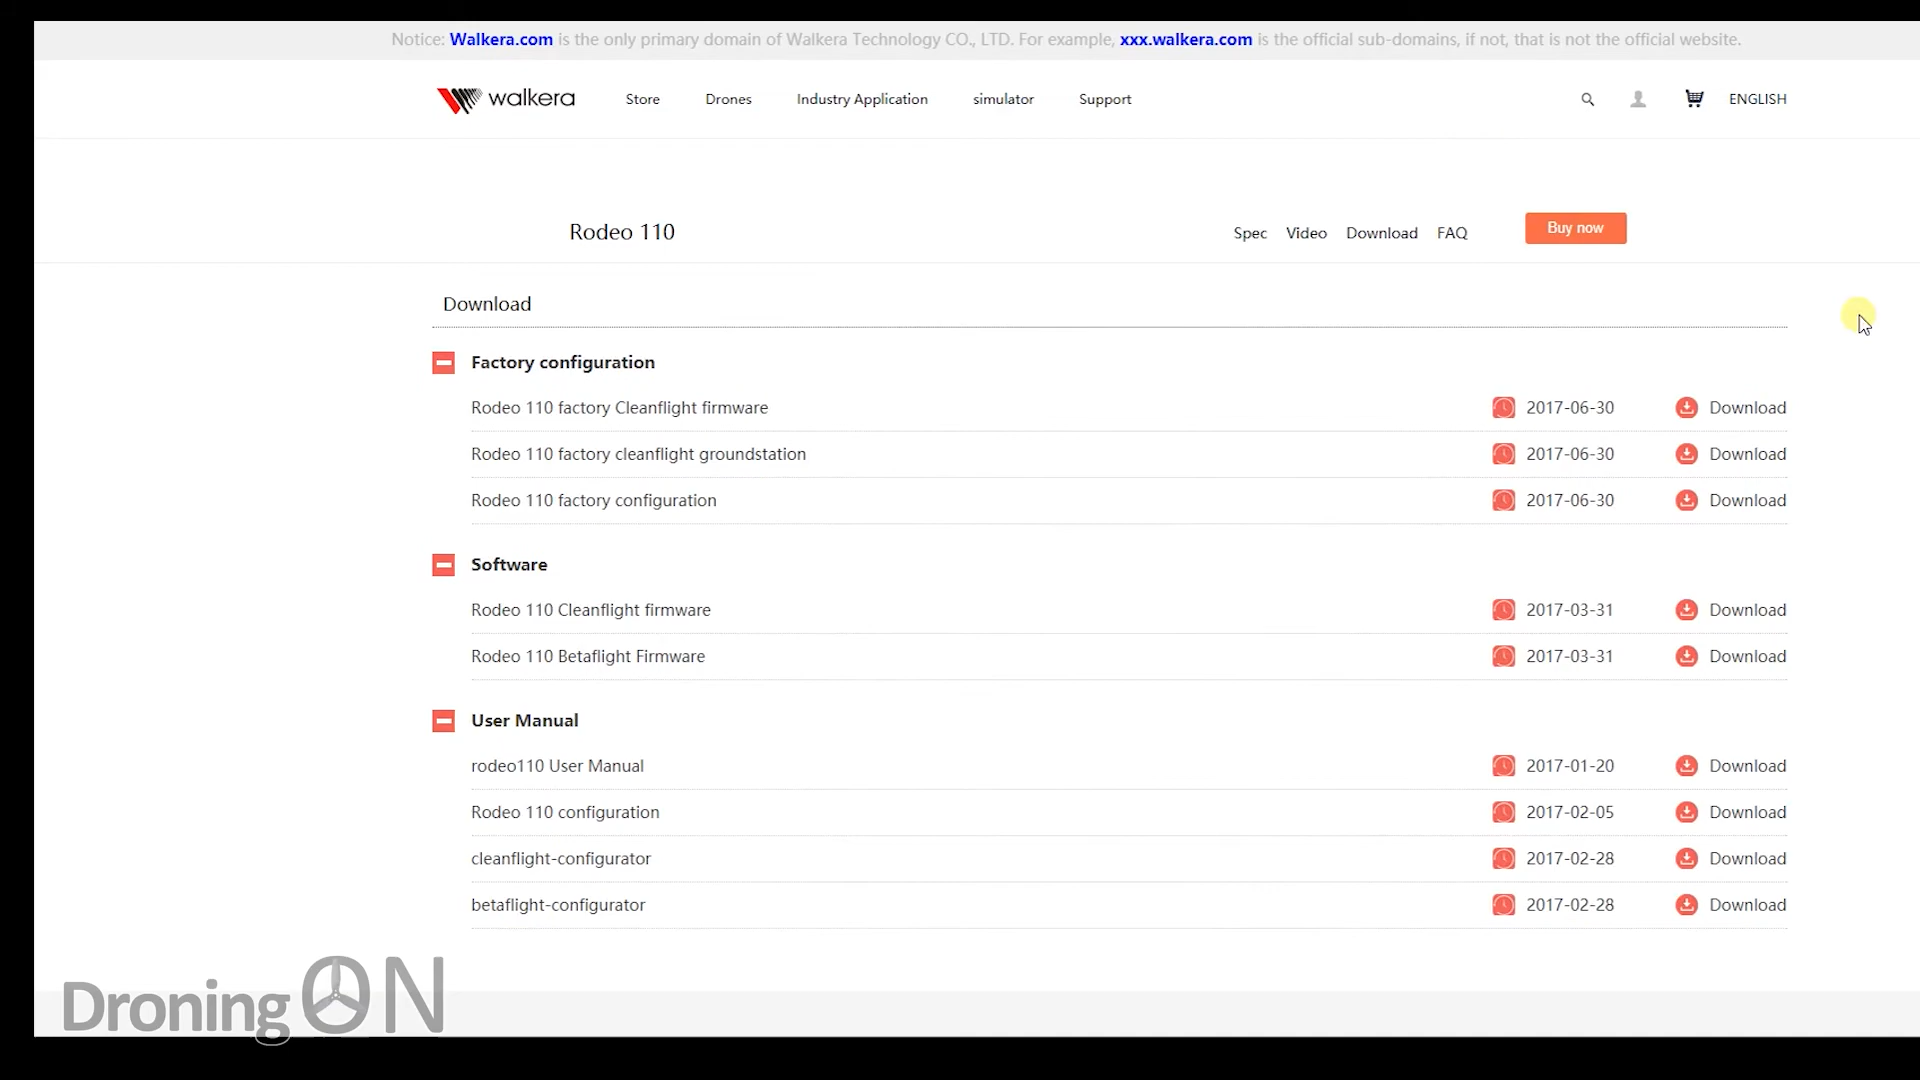 Notice: Walkera.com is the only primary domain of Walkera Technology CO., LTD. For example, xxx.walkera.com is the official sub-domains, if not, that is not the official website.
walkera Store Drones Industry Application simulator Support ENGLISH
Rodeo 110 Spec Video Download FAQ Buy now
Download
Factory configuration
Rodeo 110 factory Cleanflight firmware 2017-06-30 Download
Rodeo 110 factory cleanflight groundstation 2017-06-30 Download
Rodeo 110 factory configuration 2017-06-30 Download
Software
Rodeo 110 Cleanflight firmware 2017-03-31 Download
Rodeo 110 Betaflight Firmware 2017-03-31 Download
User Manual
rodeo110 User Manual 2017-01-20 Download
Rodeo 110 configuration 2017-02-05 Download
cleanflight-configurator 2017-02-28 Download
betaflight-configurator 2017-02-28 Download
DroningON